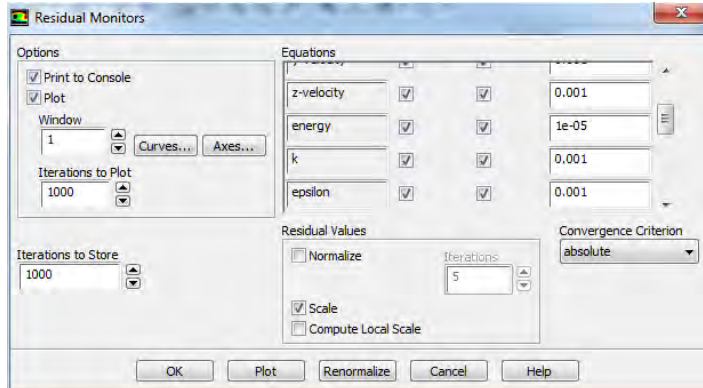 Residual Monitors
Options
Print to Console
Plot
Window
1
Curves...
Axes...
Iterations to Plot
1000
Iterations to Store
1000
Equations
z-velocity
0.001
energy
1e-05
k
0.001
epsilon
0.001
Residual Values
Normalize
Iterations
5
Scale
Compute Local Scale
Convergence Criterion
absolute
OK
Plot
Renormalize
Cancel
Help